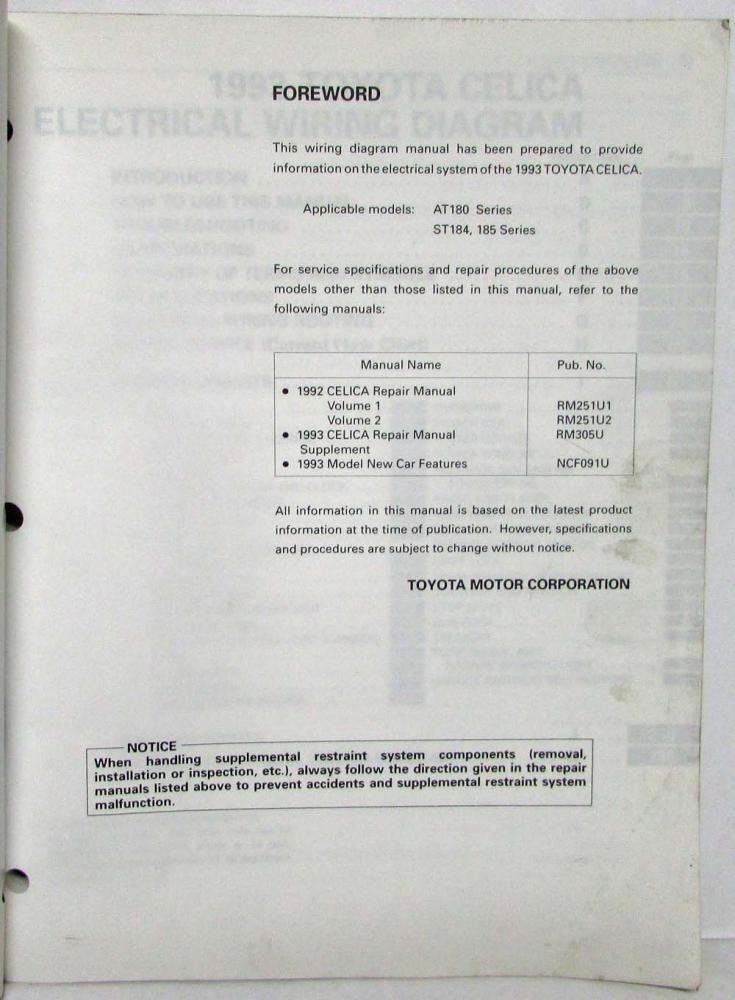 FOREWORD
This wiring diagram manual has been prepared to provide
information on the electrical system of the 1993 TOYOTA CELICA.
Applicable models: AT180 Series
ST184, 185 Series
For service specifications and repair procedures of the above
models other than those listed in this manual, refer to the
following manuals:
Manual Name Pub. No.
● 1992 CELICA Repair Manual
Volume 1 RM251U1
Volume 2 RM251U2
● 1993 CELICA Repair Manual RM305U
Supplement
● 1993 Model New Car Features NCF091U
All information in this manual is based on the latest product
information at the time of publication. However, specifications
and procedures are subject to change without notice.
TOYOTA MOTOR CORPORATION
NOTICE
When handling supplemental restraint system components (removal,
installation or inspection, etc.), always follow the direction given in the repair
manuals listed above to prevent accidents and supplemental restraint system
malfunction.